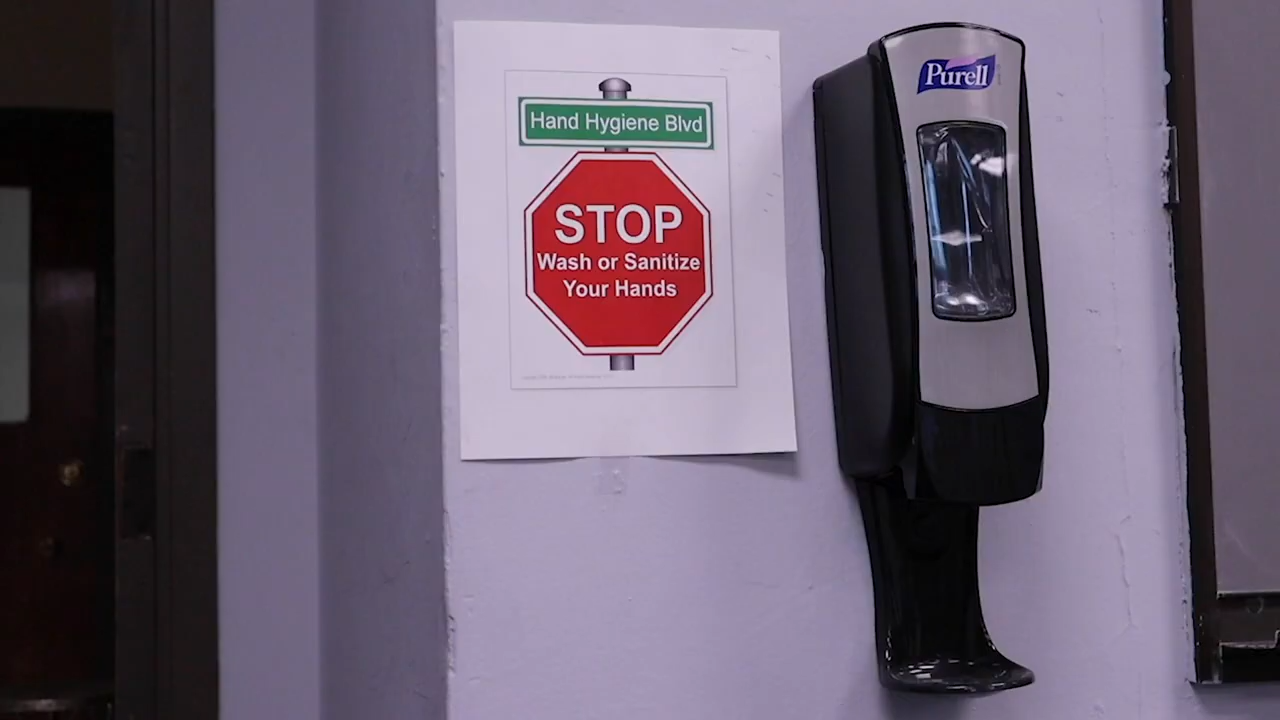 Hand Hygiene Blvd
STOP
Wash or Sanitize
Your Hands
Purell